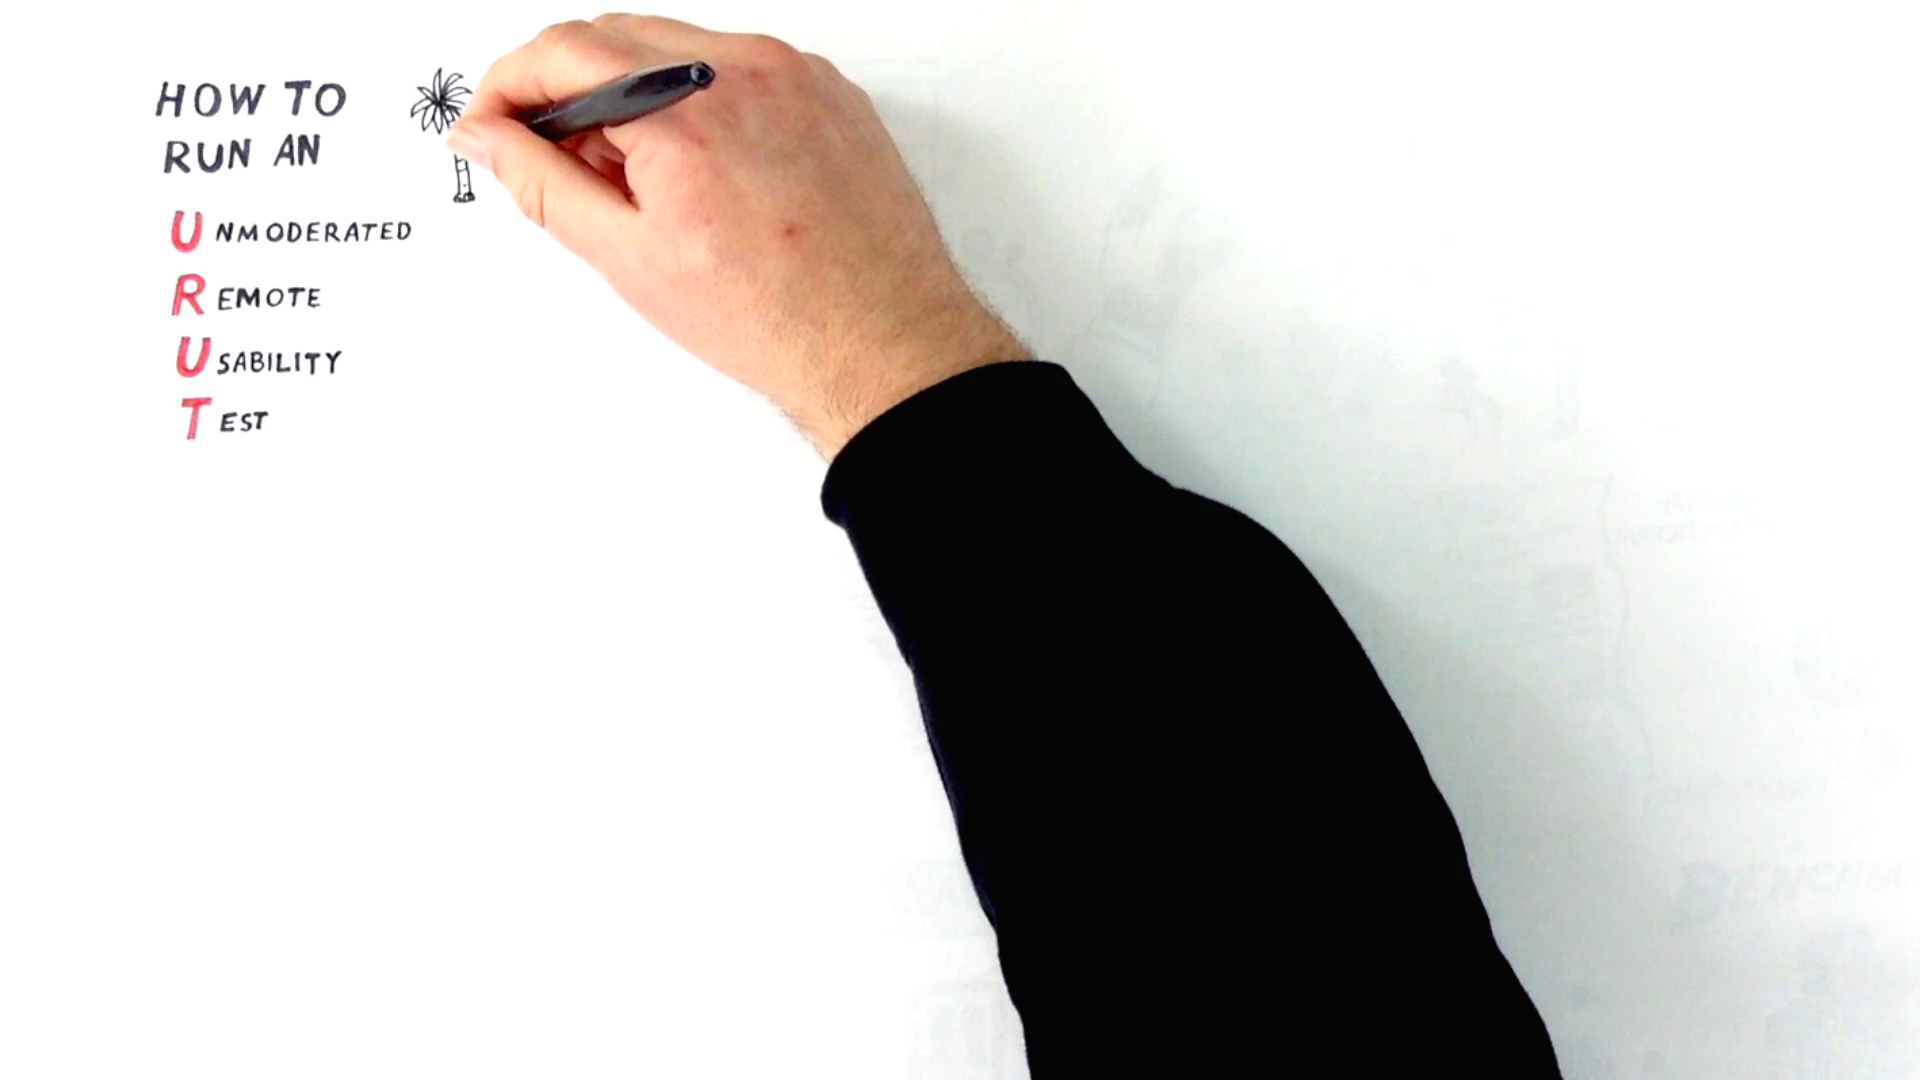 HOW TO
RUN AN
UNMODERATED
REMOTE
USABILITY
TEST